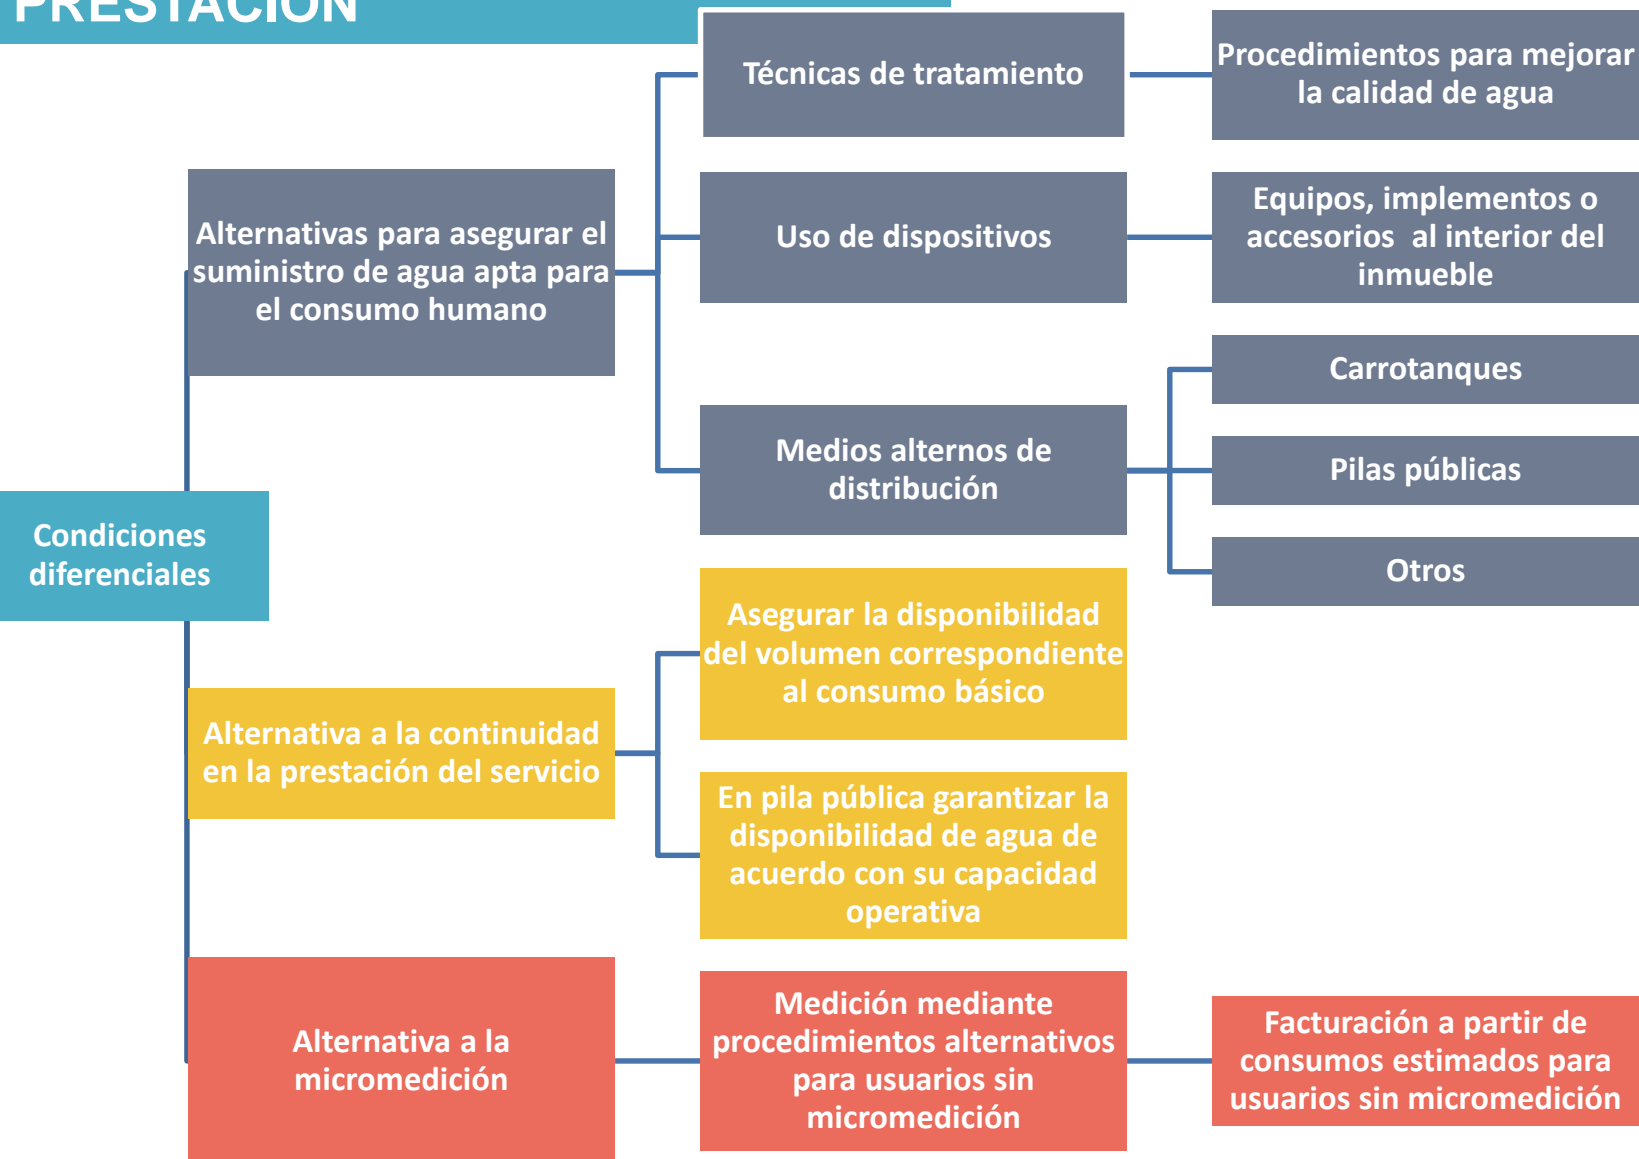 PRESTACIÓN
Técnicas de tratamiento
Procedimientos para mejorar
la calidad de agua
Alternativas para asegurar el
suministro de agua apta para
el consumo humano
Uso de dispositivos
Equipos, implementos o
accesorios al interior del
inmueble
Medios alternos de
distribución
Carrotanques
Pilas públicas
Otros
Condiciones
diferenciales
Alternativa a la continuidad
en la prestación del servicio
Asegurar la disponibilidad
del volumen correspondiente
al consumo básico
En pila pública garantizar la
disponibilidad de agua de
acuerdo con su capacidad
operativa
Alternativa a la
micromedición
Medición mediante
procedimientos alternativos
para usuarios sin
micromedición
Facturación a partir de
consumos estimados para
usuarios sin micromedición